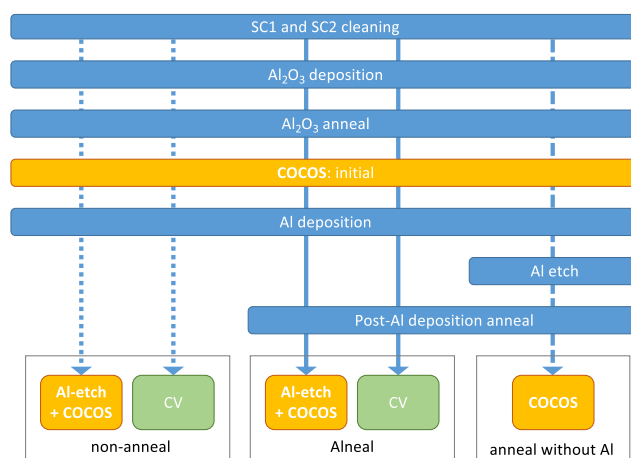 SC1 and SC2 cleaning
Al₂O₃ deposition
Al₂O₃ anneal
COCOS: initial
Al deposition
Al etch
Post-Al deposition anneal
Al-etch
+ COCOS
CV
non-anneal
Al-etch
+ COCOS
CV
Alneal
COCOS
anneal without Al